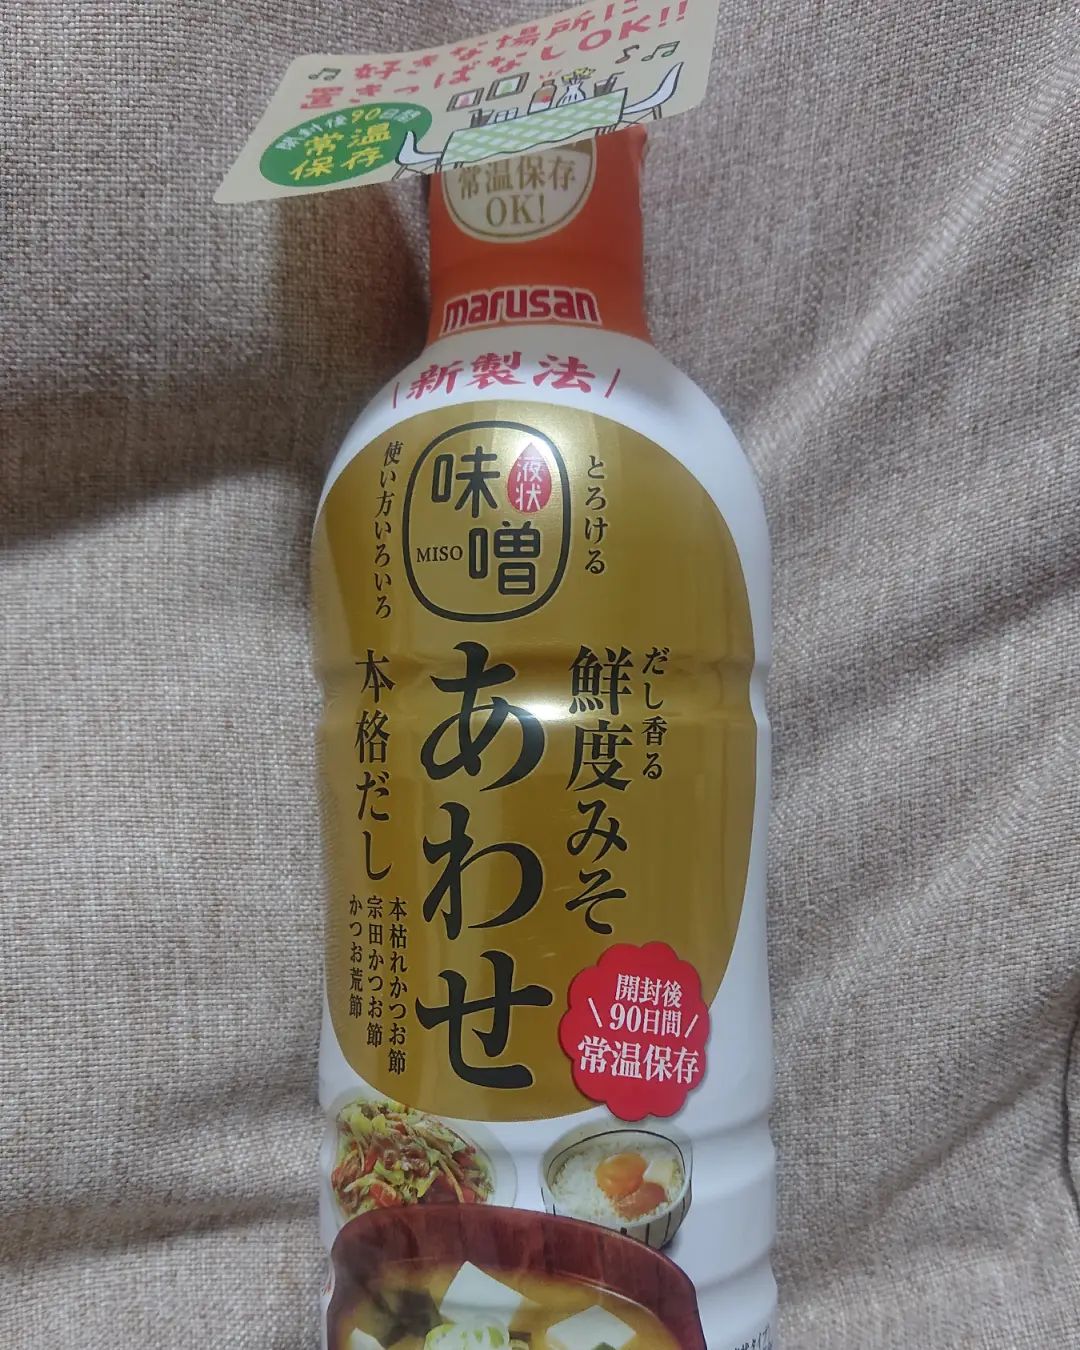 好きな場所に
置きっぱなしOK!!
開封後90日間
常温
保存
常温保存
OK!
marusan
新製法
とろける
液状
味噌
MISO
使い方いろいろ
だし香る
鮮度みそ
あわせ
本格だし
本枯れかつお節
宗田かつお節
かつお荒節
開封後
90日間
常温保存